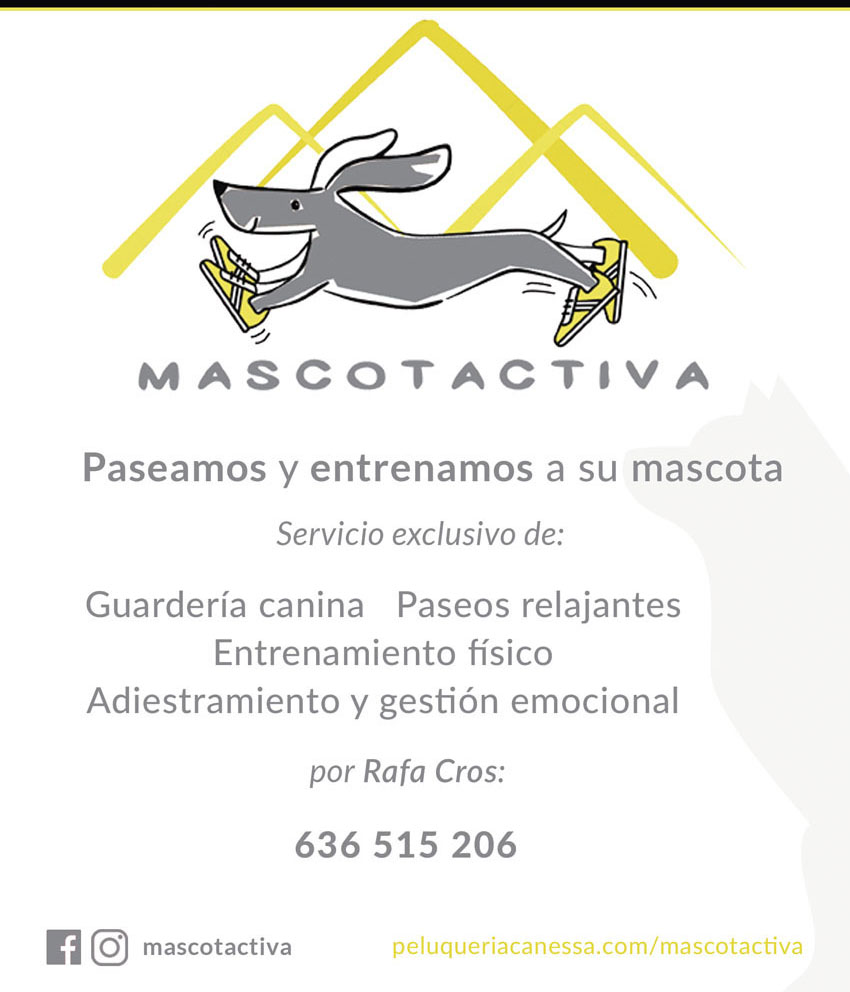 MASCOTACTIVA
Paseamos y entrenamos a su mascota
Servicio exclusivo de:
Guardería canina Paseos relajantes
Entrenamiento físico
Adiestramiento y gestión emocional
por Rafa Cros:
636 515 206
mascotactiva peluqueriacanessa.com/mascotactiva